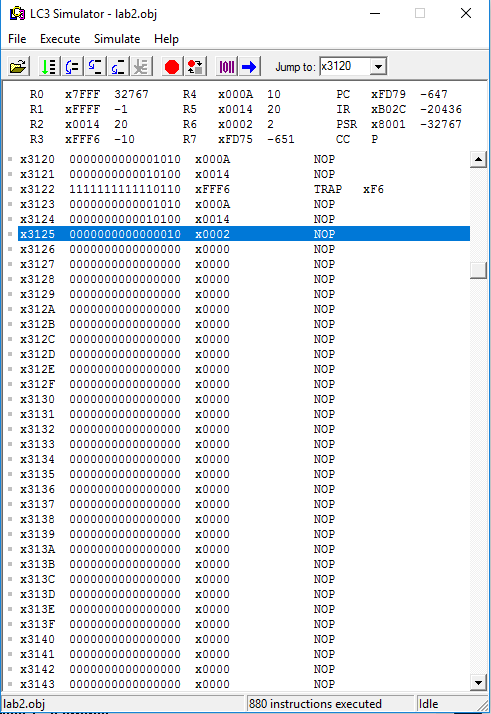 LC3 Simulator - lab2.obj
File Execute Simulate Help
Jump to: x3120
R0 x7FFF 32767 R4 x000A 10 PC xFD79 -647
R1 xFFFF -1 R5 x0014 20 IR xB02C -20436
R2 x0014 20 R6 x0002 2 PSR x8001 -32767
R3 xFFF6 -10 R7 xFD75 -651 CC P
x3120 0000000000001010 x000A NOP
x3121 0000000000010100 x0014 NOP
x3122 1111111111110110 xFFF6 TRAP xF6
x3123 0000000000001010 x000A NOP
x3124 0000000000010100 x0014 NOP
x3125 0000000000000010 x0002 NOP
x3126 0000000000000000 x0000 NOP
x3127 0000000000000000 x0000 NOP
x3128 0000000000000000 x0000 NOP
x3129 0000000000000000 x0000 NOP
x312A 0000000000000000 x0000 NOP
x312B 0000000000000000 x0000 NOP
x312C 0000000000000000 x0000 NOP
x312D 0000000000000000 x0000 NOP
x312E 0000000000000000 x0000 NOP
x312F 0000000000000000 x0000 NOP
x3130 0000000000000000 x0000 NOP
x3131 0000000000000000 x0000 NOP
x3132 0000000000000000 x0000 NOP
x3133 0000000000000000 x0000 NOP
x3134 0000000000000000 x0000 NOP
x3135 0000000000000000 x0000 NOP
x3136 0000000000000000 x0000 NOP
x3137 0000000000000000 x0000 NOP
x3138 0000000000000000 x0000 NOP
x3139 0000000000000000 x0000 NOP
x313A 0000000000000000 x0000 NOP
x313B 0000000000000000 x0000 NOP
x313C 0000000000000000 x0000 NOP
x313D 0000000000000000 x0000 NOP
x313E 0000000000000000 x0000 NOP
x313F 0000000000000000 x0000 NOP
x3140 0000000000000000 x0000 NOP
x3141 0000000000000000 x0000 NOP
x3142 0000000000000000 x0000 NOP
x3143 0000000000000000 x0000 NOP
lab2.obj 880 instructions executed Idle